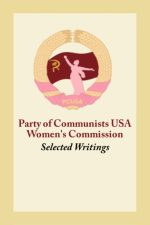 PCUSA
Party of Communists USA
Women's Commission
Selected Writings